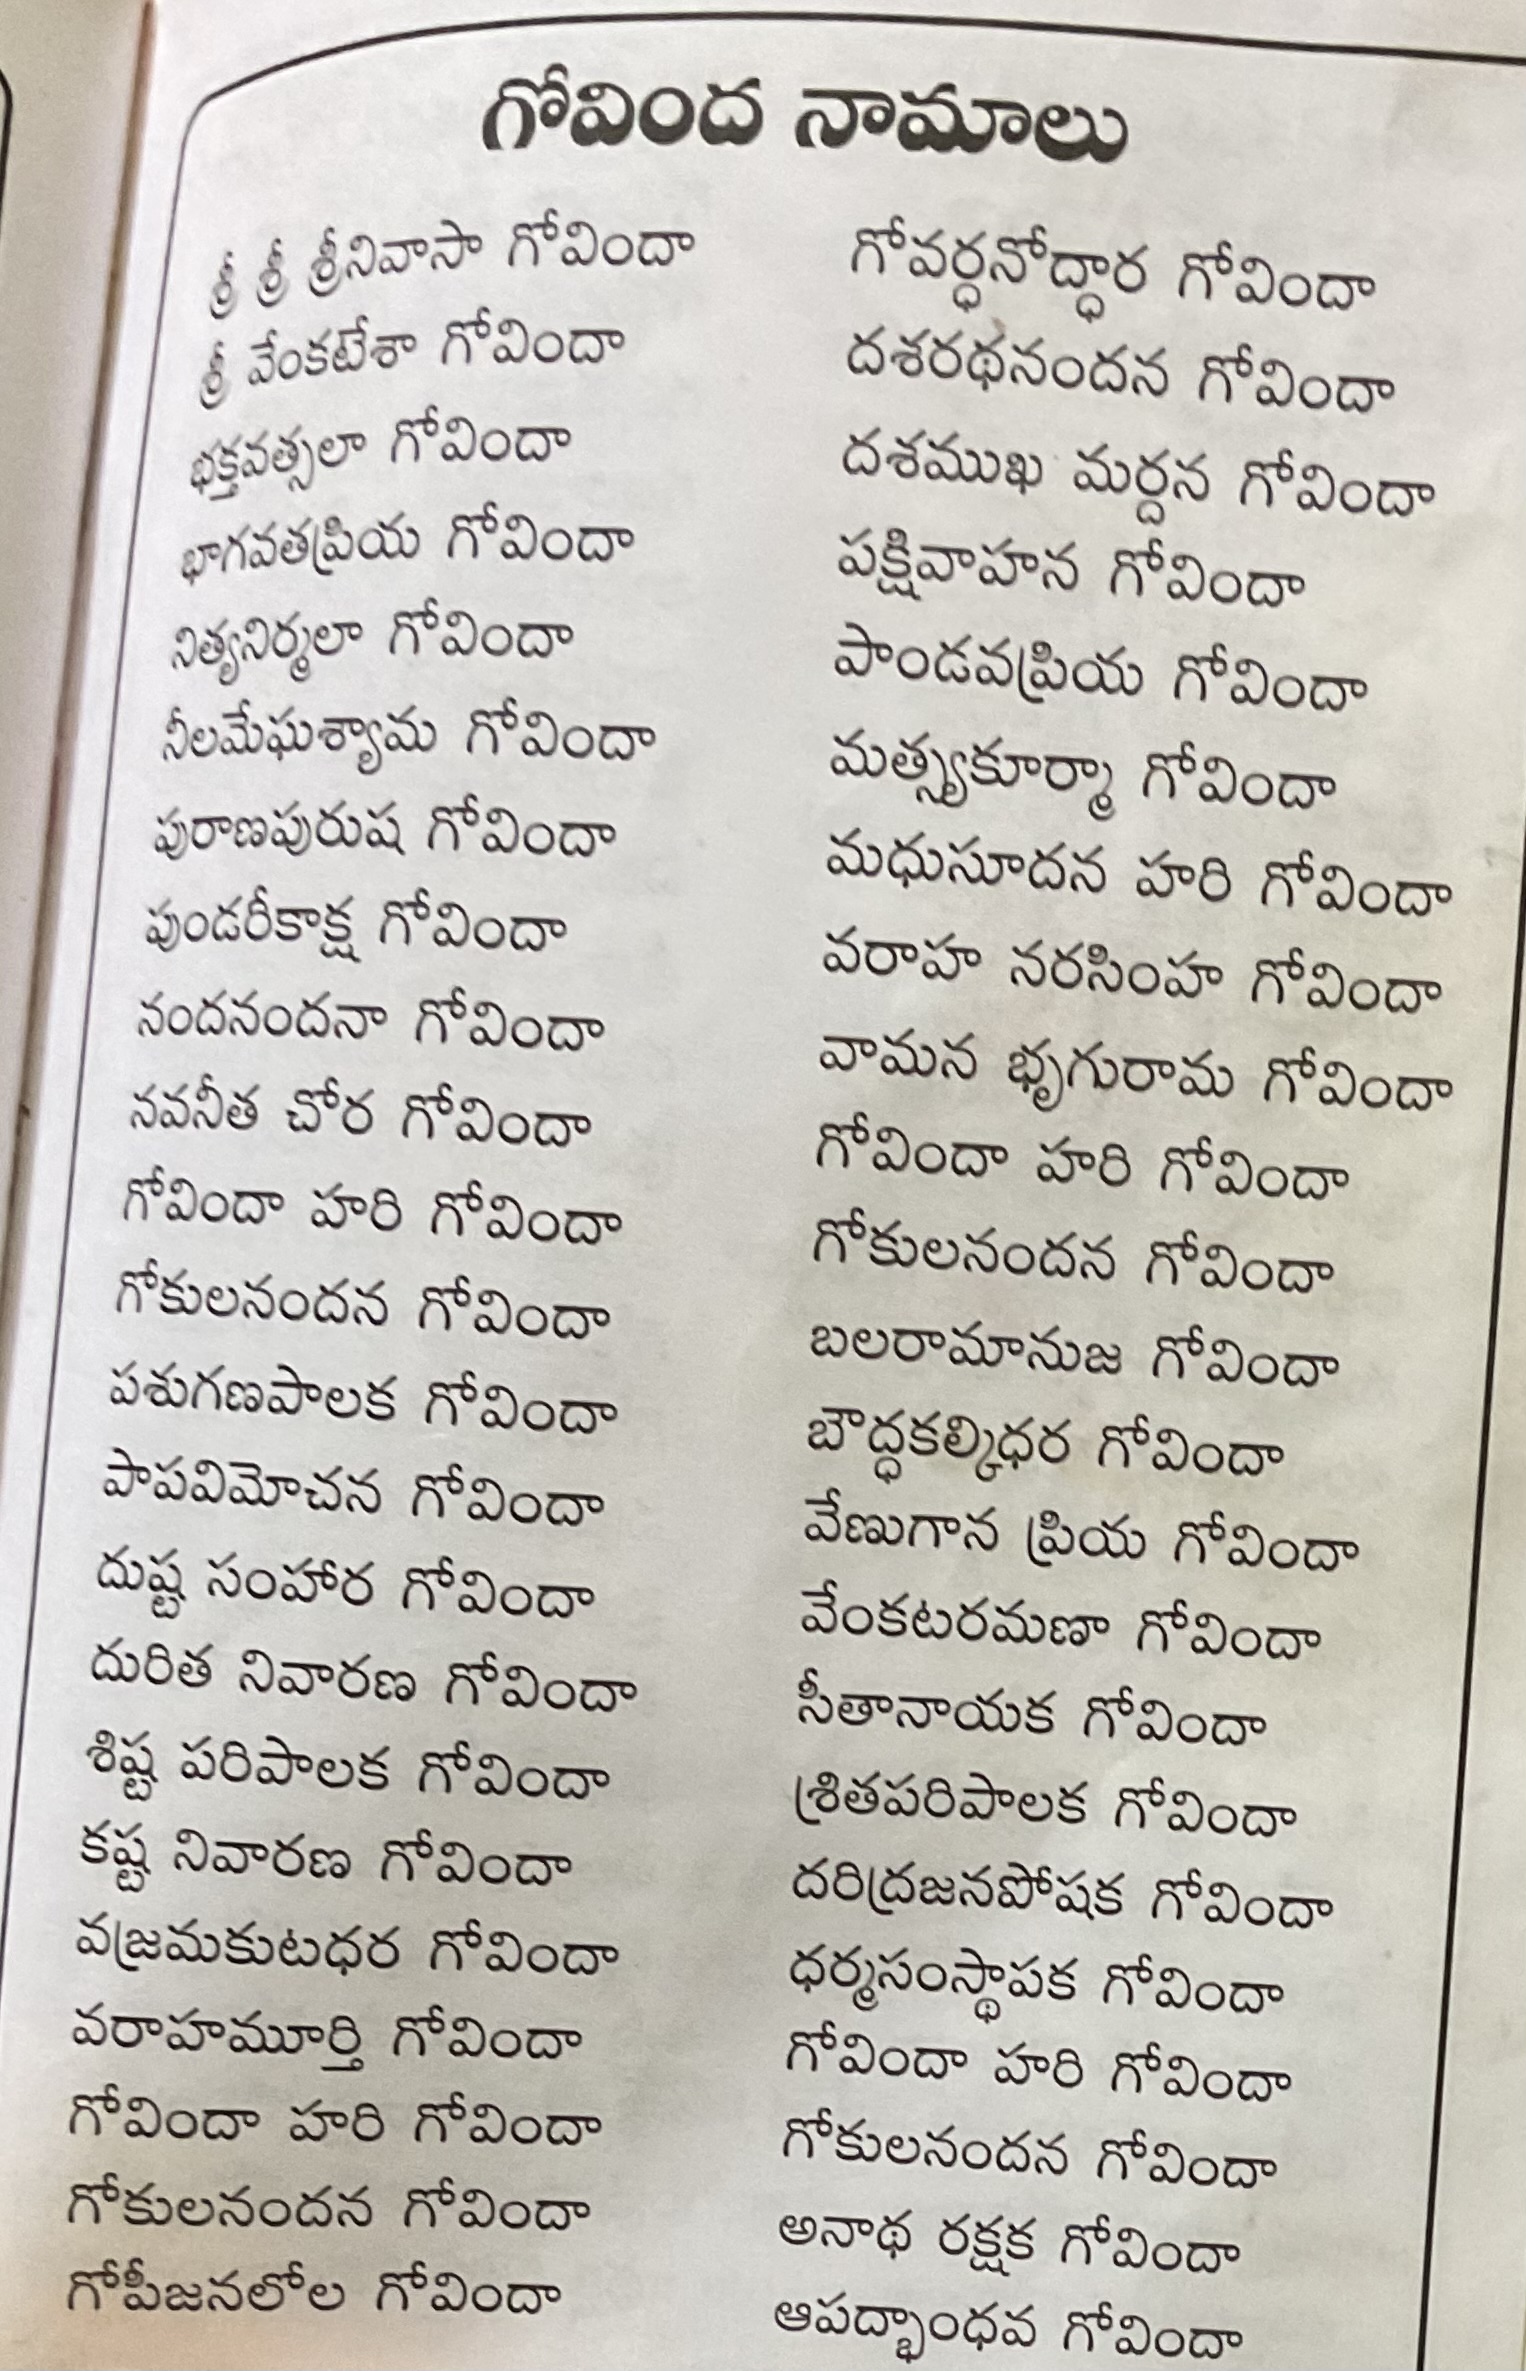 గోవింద నామాలు
శ్రీ శ్రీ శ్రీనివాసా గోవిందా
శ్రీ వేంకటేశా గోవిందా
భక్తవత్సలా గోవిందా
భాగవతప్రియ గోవిందా
నిత్యనిర్మలా గోవిందా
నీలమేఘశ్యామ గోవిందా
పురాణపురుష గోవిందా
పుండరీకాక్ష గోవిందా
నందనందనా గోవిందా
నవనీత చోర గోవిందా
గోవిందా హరి గోవిందా
గోకులనందన గోవిందా
పశుగణపాలక గోవిందా
పాపవిమోచన గోవిందా
దుష్ట సంహార గోవిందా
దురిత నివారణ గోవిందా
శిష్ట పరిపాలక గోవిందా
కష్ట నివారణ గోవిందా
వజ్రమకుటధర గోవిందా
వరాహమూర్తి గోవిందా
గోవిందా హరి గోవిందా
గోకులనందన గోవిందా
గోపీజనలోల గోవిందా
గోవర్ధనోద్ధార గోవిందా
దశరథనందన గోవిందా
దశముఖ మర్దన గోవిందా
పక్షివాహన గోవిందా
పాండవప్రియ గోవిందా
మత్స్యకూర్మా గోవిందా
మధుసూదన హరి గోవిందా
వరాహ నరసింహ గోవిందా
వామన భృగురామ గోవిందా
గోవిందా హరి గోవిందా
గోకులనందన గోవిందా
బలరామానుజ గోవిందా
బౌద్ధకల్కిధర గోవిందా
వేణుగాన ప్రియ గోవిందా
వేంకటరమణా గోవిందా
సీతానాయక గోవిందా
శ్రితపరిపాలక గోవిందా
దరిద్రజనపోషక గోవిందా
ధర్మసంస్థాపక గోవిందా
గోవిందా హరి గోవిందా
గోకులనందన గోవిందా
అనాథ రక్షక గోవిందా
ఆపద్భాంధవ గోవిందా